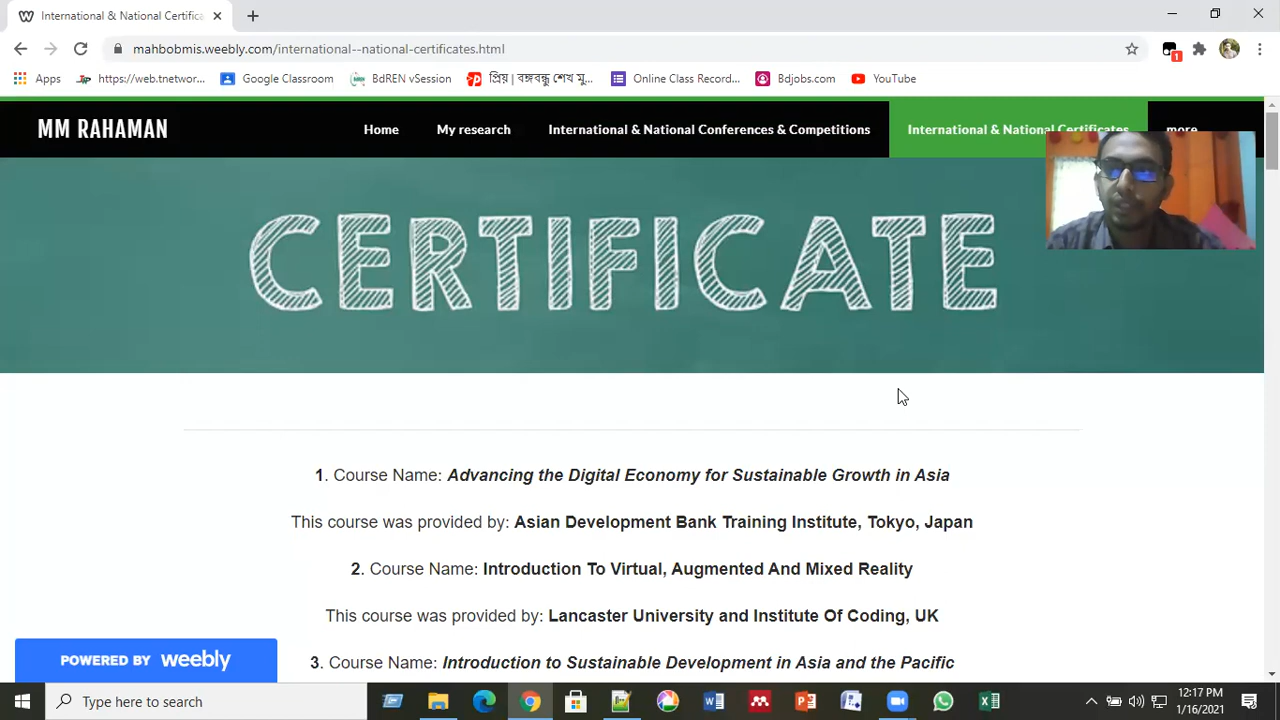 International & National Certifica
mahbobmis.weebly.com/international--national-certificates.html
Apps
https://web.tnetwor...
Google Classroom
BdREN vSession
প্রিয় | বঙ্গবন্ধু শেখ মু...
Online Class Recor...
Bdjobs.com
YouTube
1
MM RAHAMAN
Home
My research
International & National Conferences & Competitions
International & National Certificates
more
CERTIFICATE
1. Course Name: Advancing the Digital Economy for Sustainable Growth in Asia
This course was provided by: Asian Development Bank Training Institute, Tokyo, Japan
2. Course Name: Introduction To Virtual, Augmented And Mixed Reality
This course was provided by: Lancaster University and Institute Of Coding, UK
3. Course Name: Introduction to Sustainable Development in Asia and the Pacific
POWERED BY weebly
Type here to search
12:17 PM
1/16/2021